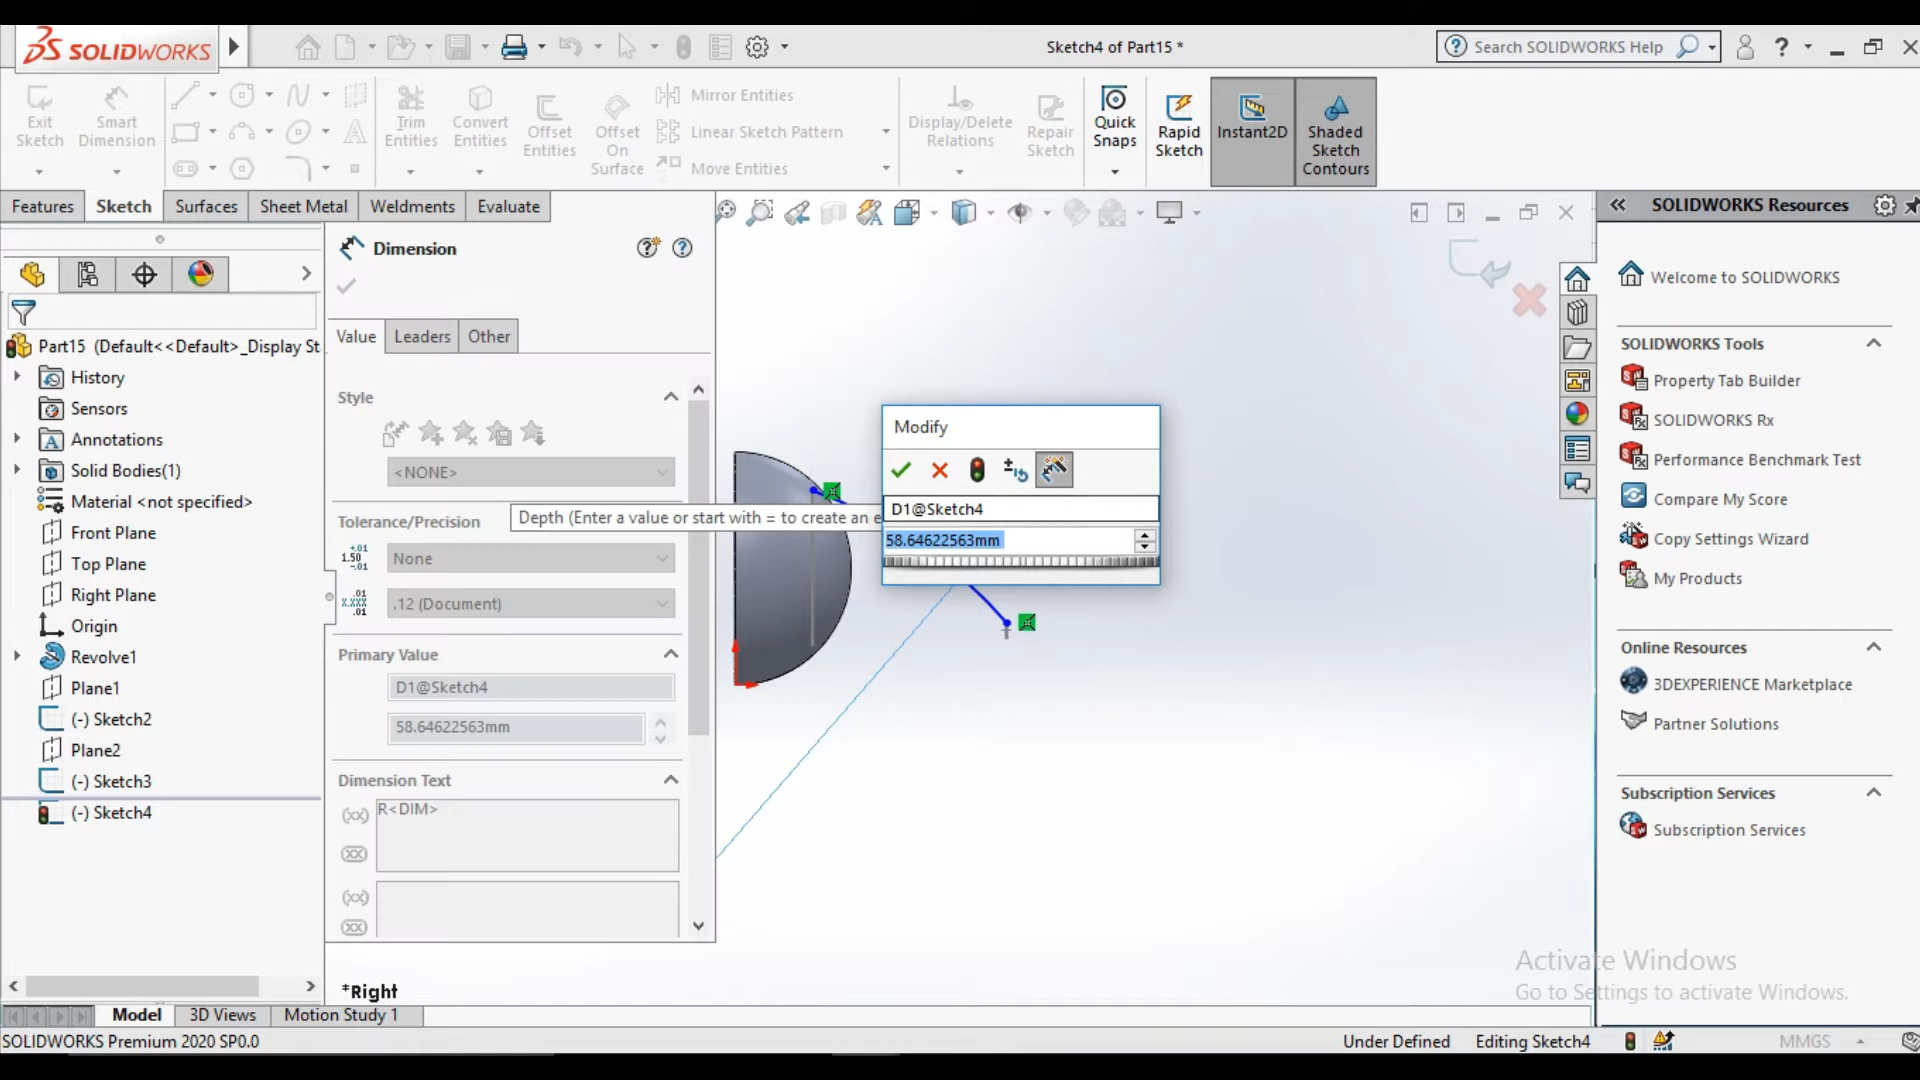 SOLIDWORKS
Sketch4 of Part15 *
Search SOLIDWORKS Help
Exit Sketch
Smart Dimension
Trim Entities
Convert Entities
Offset Entities
Offset On Surface
Mirror Entities
Linear Sketch Pattern
Move Entities
Display/Delete Relations
Repair Sketch
Quick Snaps
Rapid Sketch
Instant2D
Shaded Sketch Contours
Features
Sketch
Surfaces
Sheet Metal
Weldments
Evaluate
Part15 (Default<<Default>_Display St
History
Sensors
Annotations
Solid Bodies(1)
Material <not specified>
Front Plane
Top Plane
Right Plane
Origin
Revolve1
Plane1
(-) Sketch2
Plane2
(-) Sketch3
(-) Sketch4
Dimension
Value
Leaders
Other
Style
<NONE>
Tolerance/Precision
None
.12 (Document)
Primary Value
D1@Sketch4
58.64622563mm
Dimension Text
R<DIM>
Depth (Enter a value or start with = to create an e
Modify
D1@Sketch4
58.64622563mm
*Right
SOLIDWORKS Resources
Welcome to SOLIDWORKS
SOLIDWORKS Tools
Property Tab Builder
SOLIDWORKS Rx
Performance Benchmark Test
Compare My Score
Copy Settings Wizard
My Products
Online Resources
3DEXPERIENCE Marketplace
Partner Solutions
Subscription Services
Subscription Services
Activate Windows
Go to Settings to activate Windows.
Model
3D Views
Motion Study 1
SOLIDWORKS Premium 2020 SP0.0
Under Defined
Editing Sketch4
MMGS